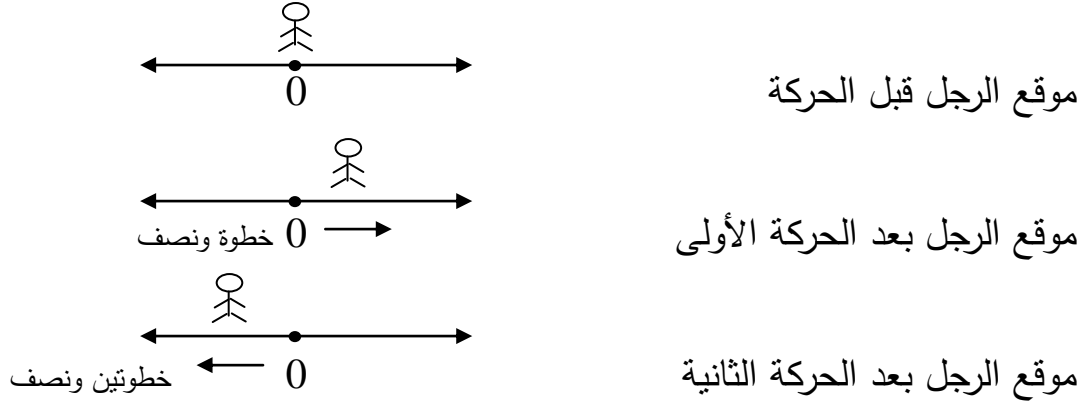 موقع الرجل قبل الحركة
0
موقع الرجل بعد الحركة الأولى
0 خطوة ونصف
موقع الرجل بعد الحركة الثانية
0 خطوتين ونصف